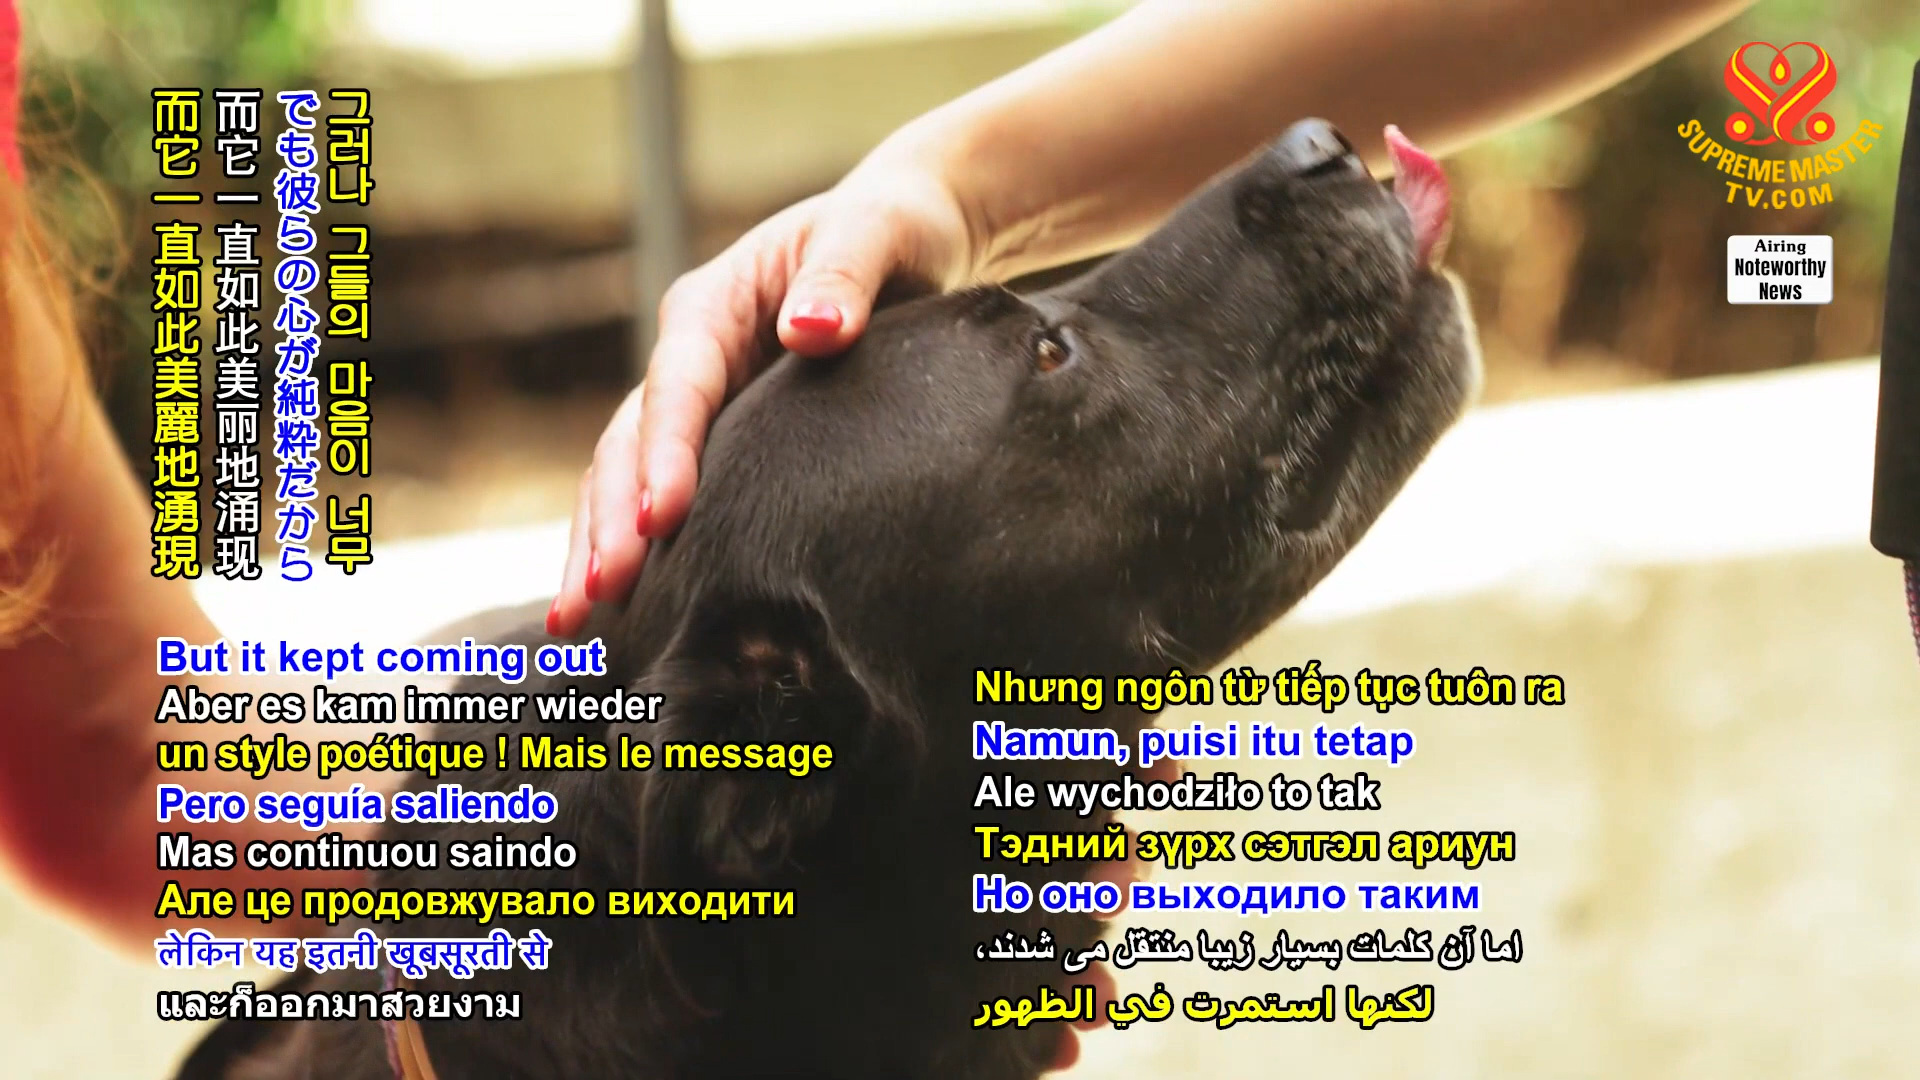 而它一直如此美麗地湧現
而它一直如此美丽地涌现
でも彼らの心が純粋だから
그러나 그들의 마음이 너무
SUPREME MASTER
TV.COM
Airing
Noteworthy
News
But it kept coming out
Aber es kam immer wieder
un style poétique ! Mais le message
Pero seguía saliendo
Mas continuou saindo
Але це продовжувало виходити
लेकिन यह इतनी खूबसूरती से
และก็ออกมาสวยงาม
Nhưng ngôn từ tiếp tục tuôn ra
Namun, puisi itu tetap
Ale wychodziło to tak
Тэдний зүрх сэтгэл ариун
Но оно выходило таким
اما آن کلمات بسیار زیبا منتقل می شدند،
لكنها استمرت في الظهور